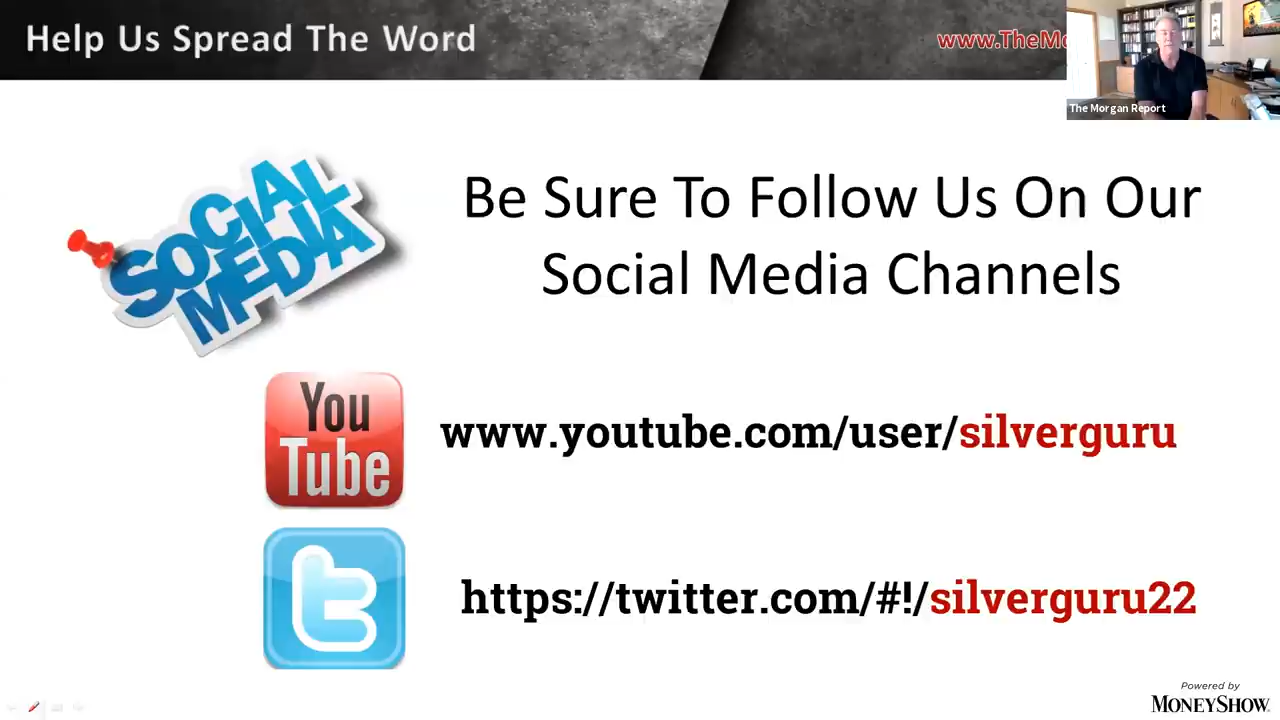 Help Us Spread The Word
www.TheMo
The Morgan Report
SOCIAL
MEDIA
Be Sure To Follow Us On Our
Social Media Channels
You
Tube
www.youtube.com/user/silverguru
t
https://twitter.com/#!/silverguru22
Powered by
MONEYSHOW